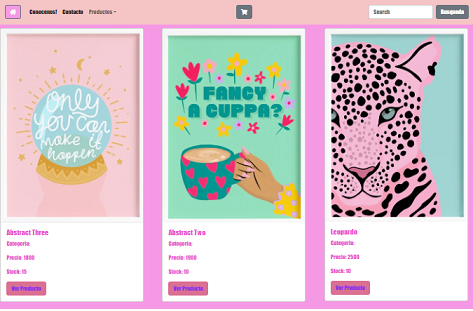 Conocenos! Contacto Productos Search Busqueda
Only
you can
make it
happen
FANCY
A CUPPA?
Abstract Three
Categoria:
Precio: 1800
Stock: 15
Ver Producto
Abstract Two
Categoria:
Precio: 1900
Stock: 10
Ver Producto
Leopardo
Categoria:
Precio: 2500
Stock: 10
Ver Producto